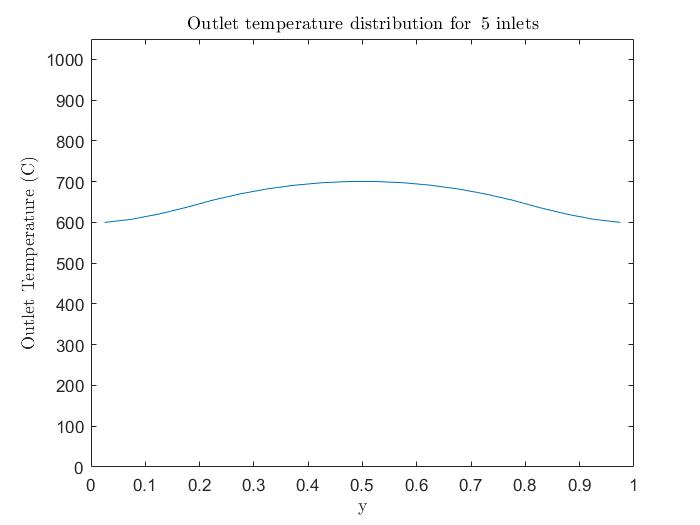 Outlet temperature distribution for 5 inlets
1000
900
800
700
600
500
400
300
200
100
0
Outlet Temperature (C)
0 0.1 0.2 0.3 0.4 0.5 0.6 0.7 0.8 0.9 1
y